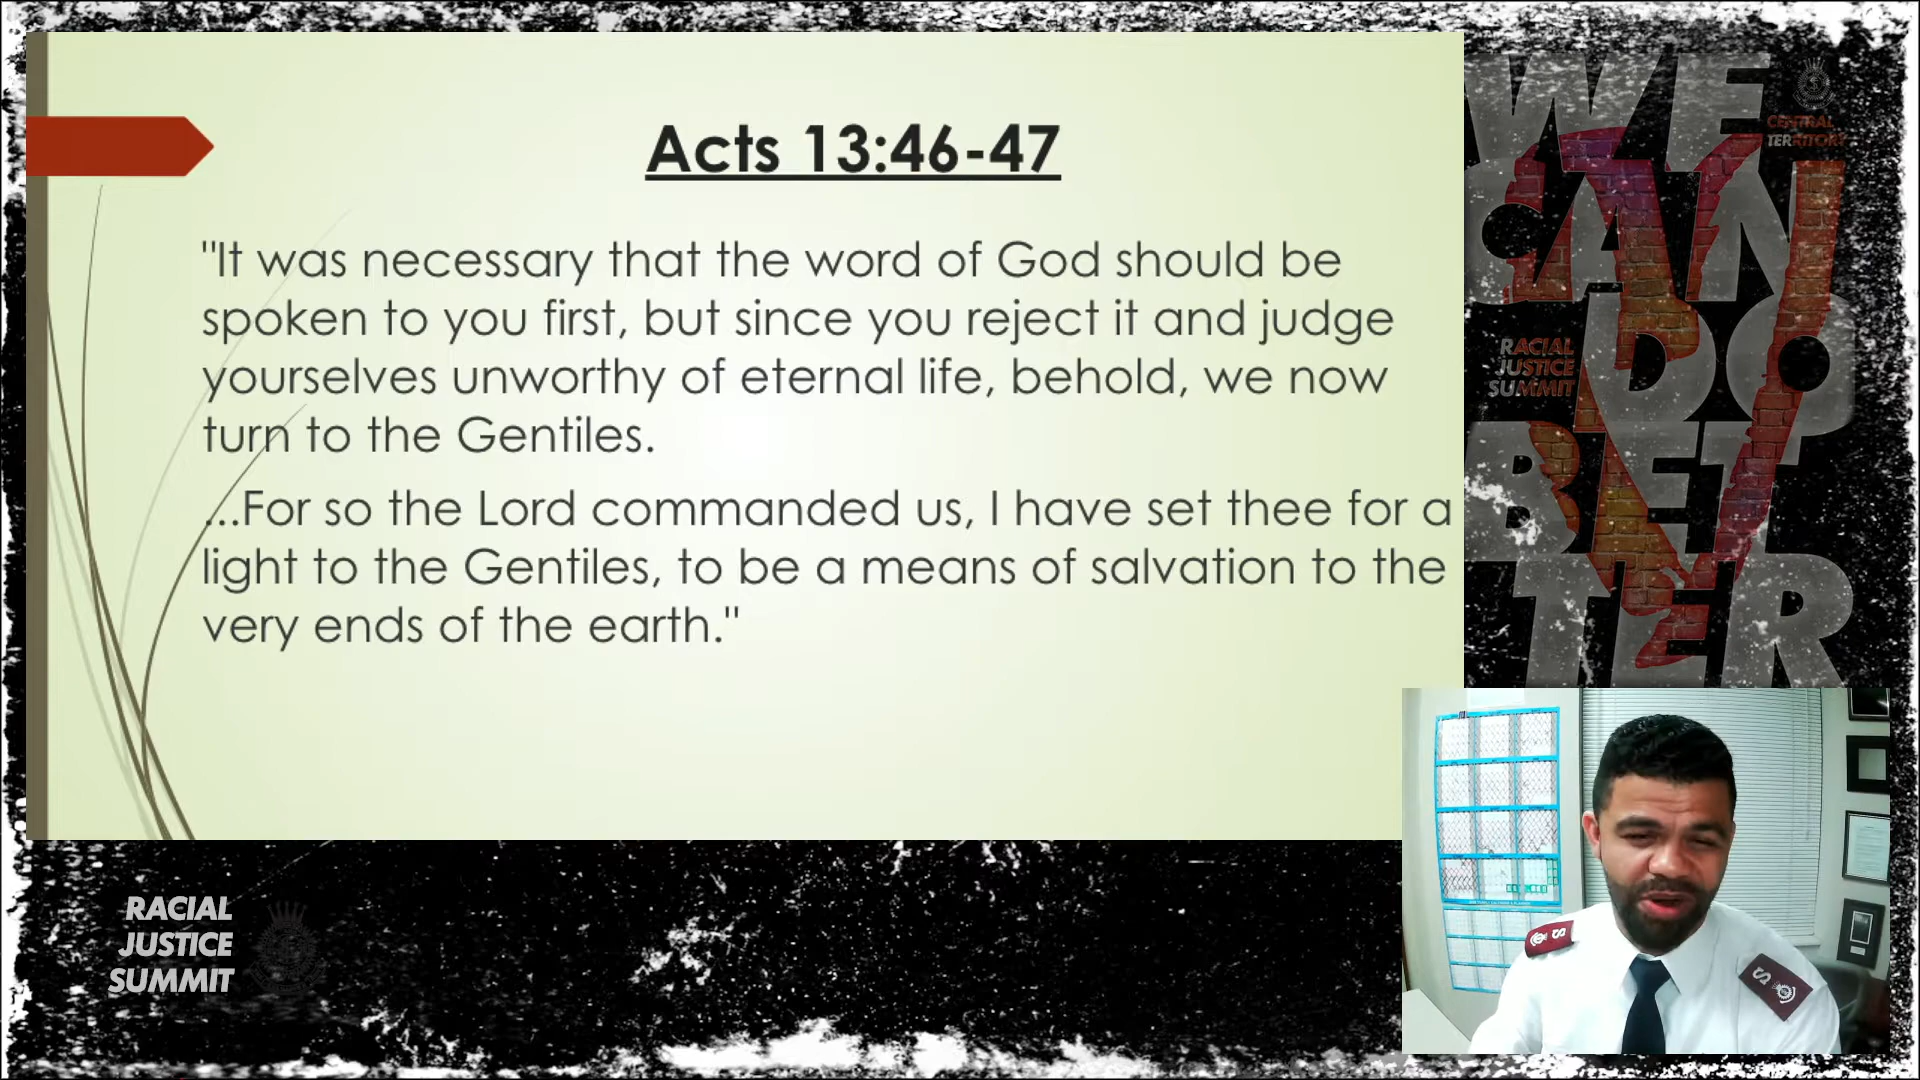 Acts 13:46-47
"It was necessary that the word of God should be
spoken to you first, but since you reject it and judge
yourselves unworthy of eternal life, behold, we now
turn to the Gentiles.
...For so the Lord commanded us, I have set thee for a
light to the Gentiles, to be a means of salvation to the
very ends of the earth."
WE
CAN
DO
BET
TER
CENTRAL
TERRITORY
RACIAL
JUSTICE
SUMMIT
RACIAL
JUSTICE
SUMMIT
S
S